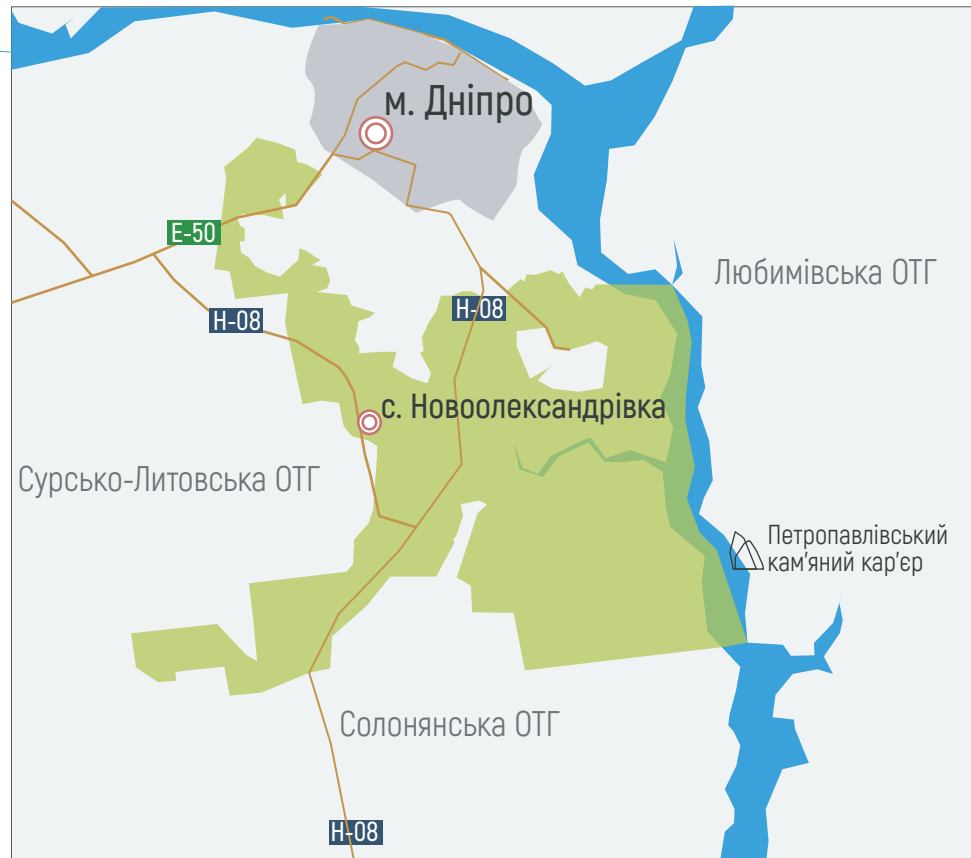 м. Дніпро
E-50
Любимівська ОТГ
Н-08
Н-08
с. Новоолександрівка
Сурсько-Литовська ОТГ
Петропавлівський
кам'яний кар'єр
Солонянська ОТГ
Н-08